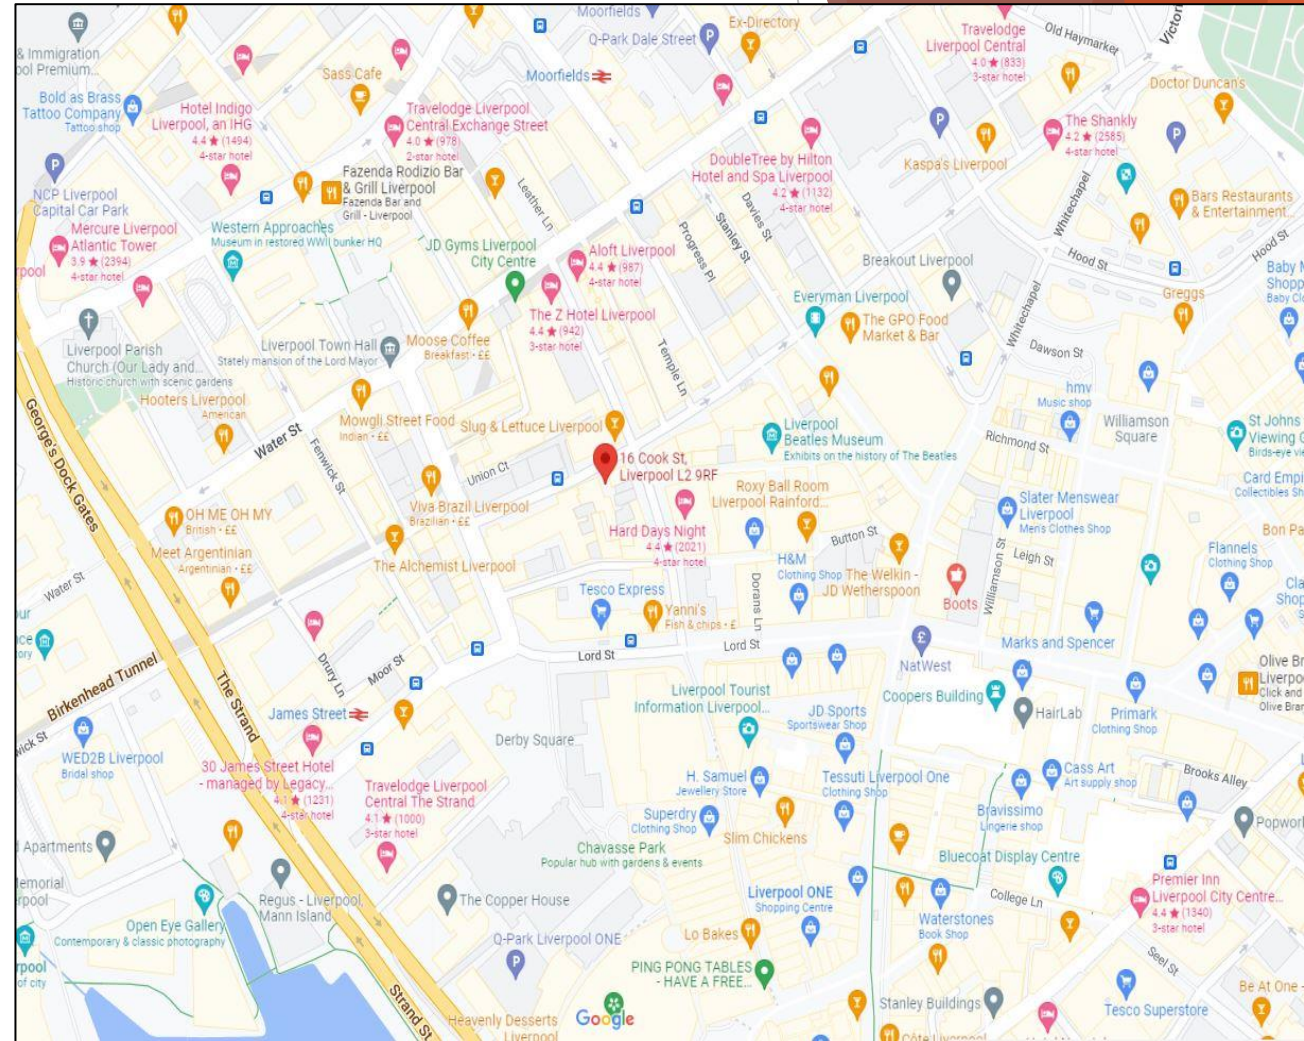 Moorfields
Q-Park Dale Street
Ex-Directory
Travelodge
Liverpool Central
4.0 ★ (833)
3-star hotel
Old Haymarket
& Immigration
ool Premium...
Sass Cafe
Moorfields
Doctor Duncan's
Bold as Brass
Tattoo Company
Tattoo shop
Hotel Indigo
Liverpool, an IHG
4.4 ★ (1494)
4-star hotel
Travelodge Liverpool
Central Exchange Street
4.0 ★ (978)
2-star hotel
The Shankly
4.2 ★ (2585)
4-star hotel
DoubleTree by Hilton
Hotel and Spa Liverpool
4.2 ★ (1132)
4-star hotel
Kaspa's Liverpool
Fazenda Rodizio Bar
& Grill Liverpool
Fazenda Bar and
Grill - Liverpool
NCP Liverpool
Capital Car Park
Leather Ln
Davies St
Stanley St
Progress Pl
Whitechapel
Bars Restaurants
& Entertainment...
Mercure Liverpool
Atlantic Tower
3.9 ★ (2394)
4-star hotel
rpool
Western Approaches
Museum in restored WWII bunker HQ
JD Gyms Liverpool
City Centre
Aloft Liverpool
4.4 ★ (987)
4-star hotel
Breakout Liverpool
Hood St
Hood St
Greggs
The Z Hotel Liverpool
4.4 ★ (942)
3-star hotel
Everyman Liverpool
The GPO Food
Market & Bar
Whitechapel
Liverpool Parish
Church (Our Lady and...
Historic church with scenic gardens
Liverpool Town Hall
Stately mansion of the Lord Mayor
Moose Coffee
Breakfast • ££
Temple Ln
Dawson St
hmv
Music shop
Williamson
Square
St Johns
Birds-eye
Hooters Liverpool
American
Mowgli Street Food
Indian • ££
Slug & Lettuce Liverpool
Liverpool
Beatles Museum
Exhibits on the history of The Beatles
Richmond St
George's Dock Gates
Water St
Fenwick St
Union Ct
16 Cook St,
Liverpool L2 9RF
Roxy Ball Room
Liverpool Rainford...
Slater Menswear
Liverpool
Men's Clothes Shop
OH ME OH MY
British • ££
Viva Brazil Liverpool
Brazilian • ££
Hard Days Night
4.4 ★ (2021)
4-star hotel
Button St
Meet Argentinian
Argentinian • ££
The Alchemist Liverpool
H&M
Clothing Shop
The Welkin -
JD Wetherspoon
Boots
Williamson St
Leigh St
Flannels
Clothing Shop
Water St
Tesco Express
Yanni's
Fish & chips • £
Dorans Ln
Lord St
Lord St
NatWest
Marks and Spencer
Birkenhead Tunnel
The Strand
Drury Ln
Moor St
James Street
Liverpool Tourist
Information Liverpool...
Coopers Building
HairLab
Primark
Clothing Shop
WED2B Liverpool
Bridal shop
Derby Square
JD Sports
Sportswear Shop
30 James Street Hotel
- managed by Legacy...
4.1 ★ (1231)
4-star hotel
Travelodge Liverpool
Central The Strand
4.1 ★ (1000)
3-star hotel
H. Samuel
Jewellery Store
Tessuti Liverpool One
Clothing Shop
Cass Art
Art supply shop
Brooks Alley
Superdry
Clothing Shop
Slim Chickens
Bravissimo
Lingerie shop
Apartments
Chavasse Park
Popular hub with gardens & events
Bluecoat Display Centre
Regus - Liverpool,
Mann Island
The Copper House
Liverpool ONE
Shopping Centre
College Ln
Premier Inn
Liverpool City Centre...
4.4 ★ (1340)
3-star hotel
Open Eye Gallery
Contemporary & classic photography
Waterstones
Book Shop
Q-Park Liverpool ONE
Lo Bakes
Seel St
PING PONG TABLES
- HAVE A FREE...
Stanley Buildings
Tesco Superstore
Be At One -
Strand St
Heavenly Desserts
Liverpool
Google